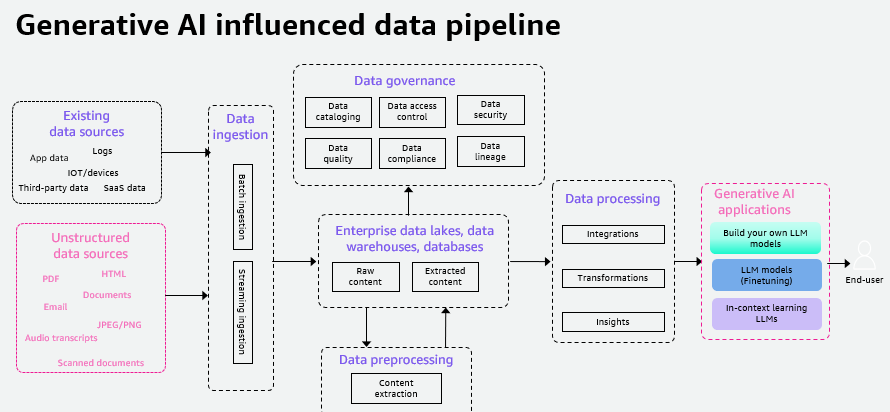 Generative AI influenced data pipeline
Existing
data sources
Logs
App data
IOT/devices
Third-party data
SaaS data
Unstructured
data sources
HTML
PDF
Documents
Email
JPEG/PNG
Audio transcripts
Scanned documents
Data
ingestion
Batch ingestion
Streaming ingestion
Data governance
Data
cataloging
Data access
control
Data
security
Data
quality
Data
compliance
Data
lineage
Enterprise data lakes, data
warehouses, databases
Raw
content
Extracted
content
Data preprocessing
Content
extraction
Data processing
Integrations
Transformations
Insights
Generative AI
applications
Build your own LLM
models
LLM models
(Finetuning)
In-context learning
LLMs
End-user